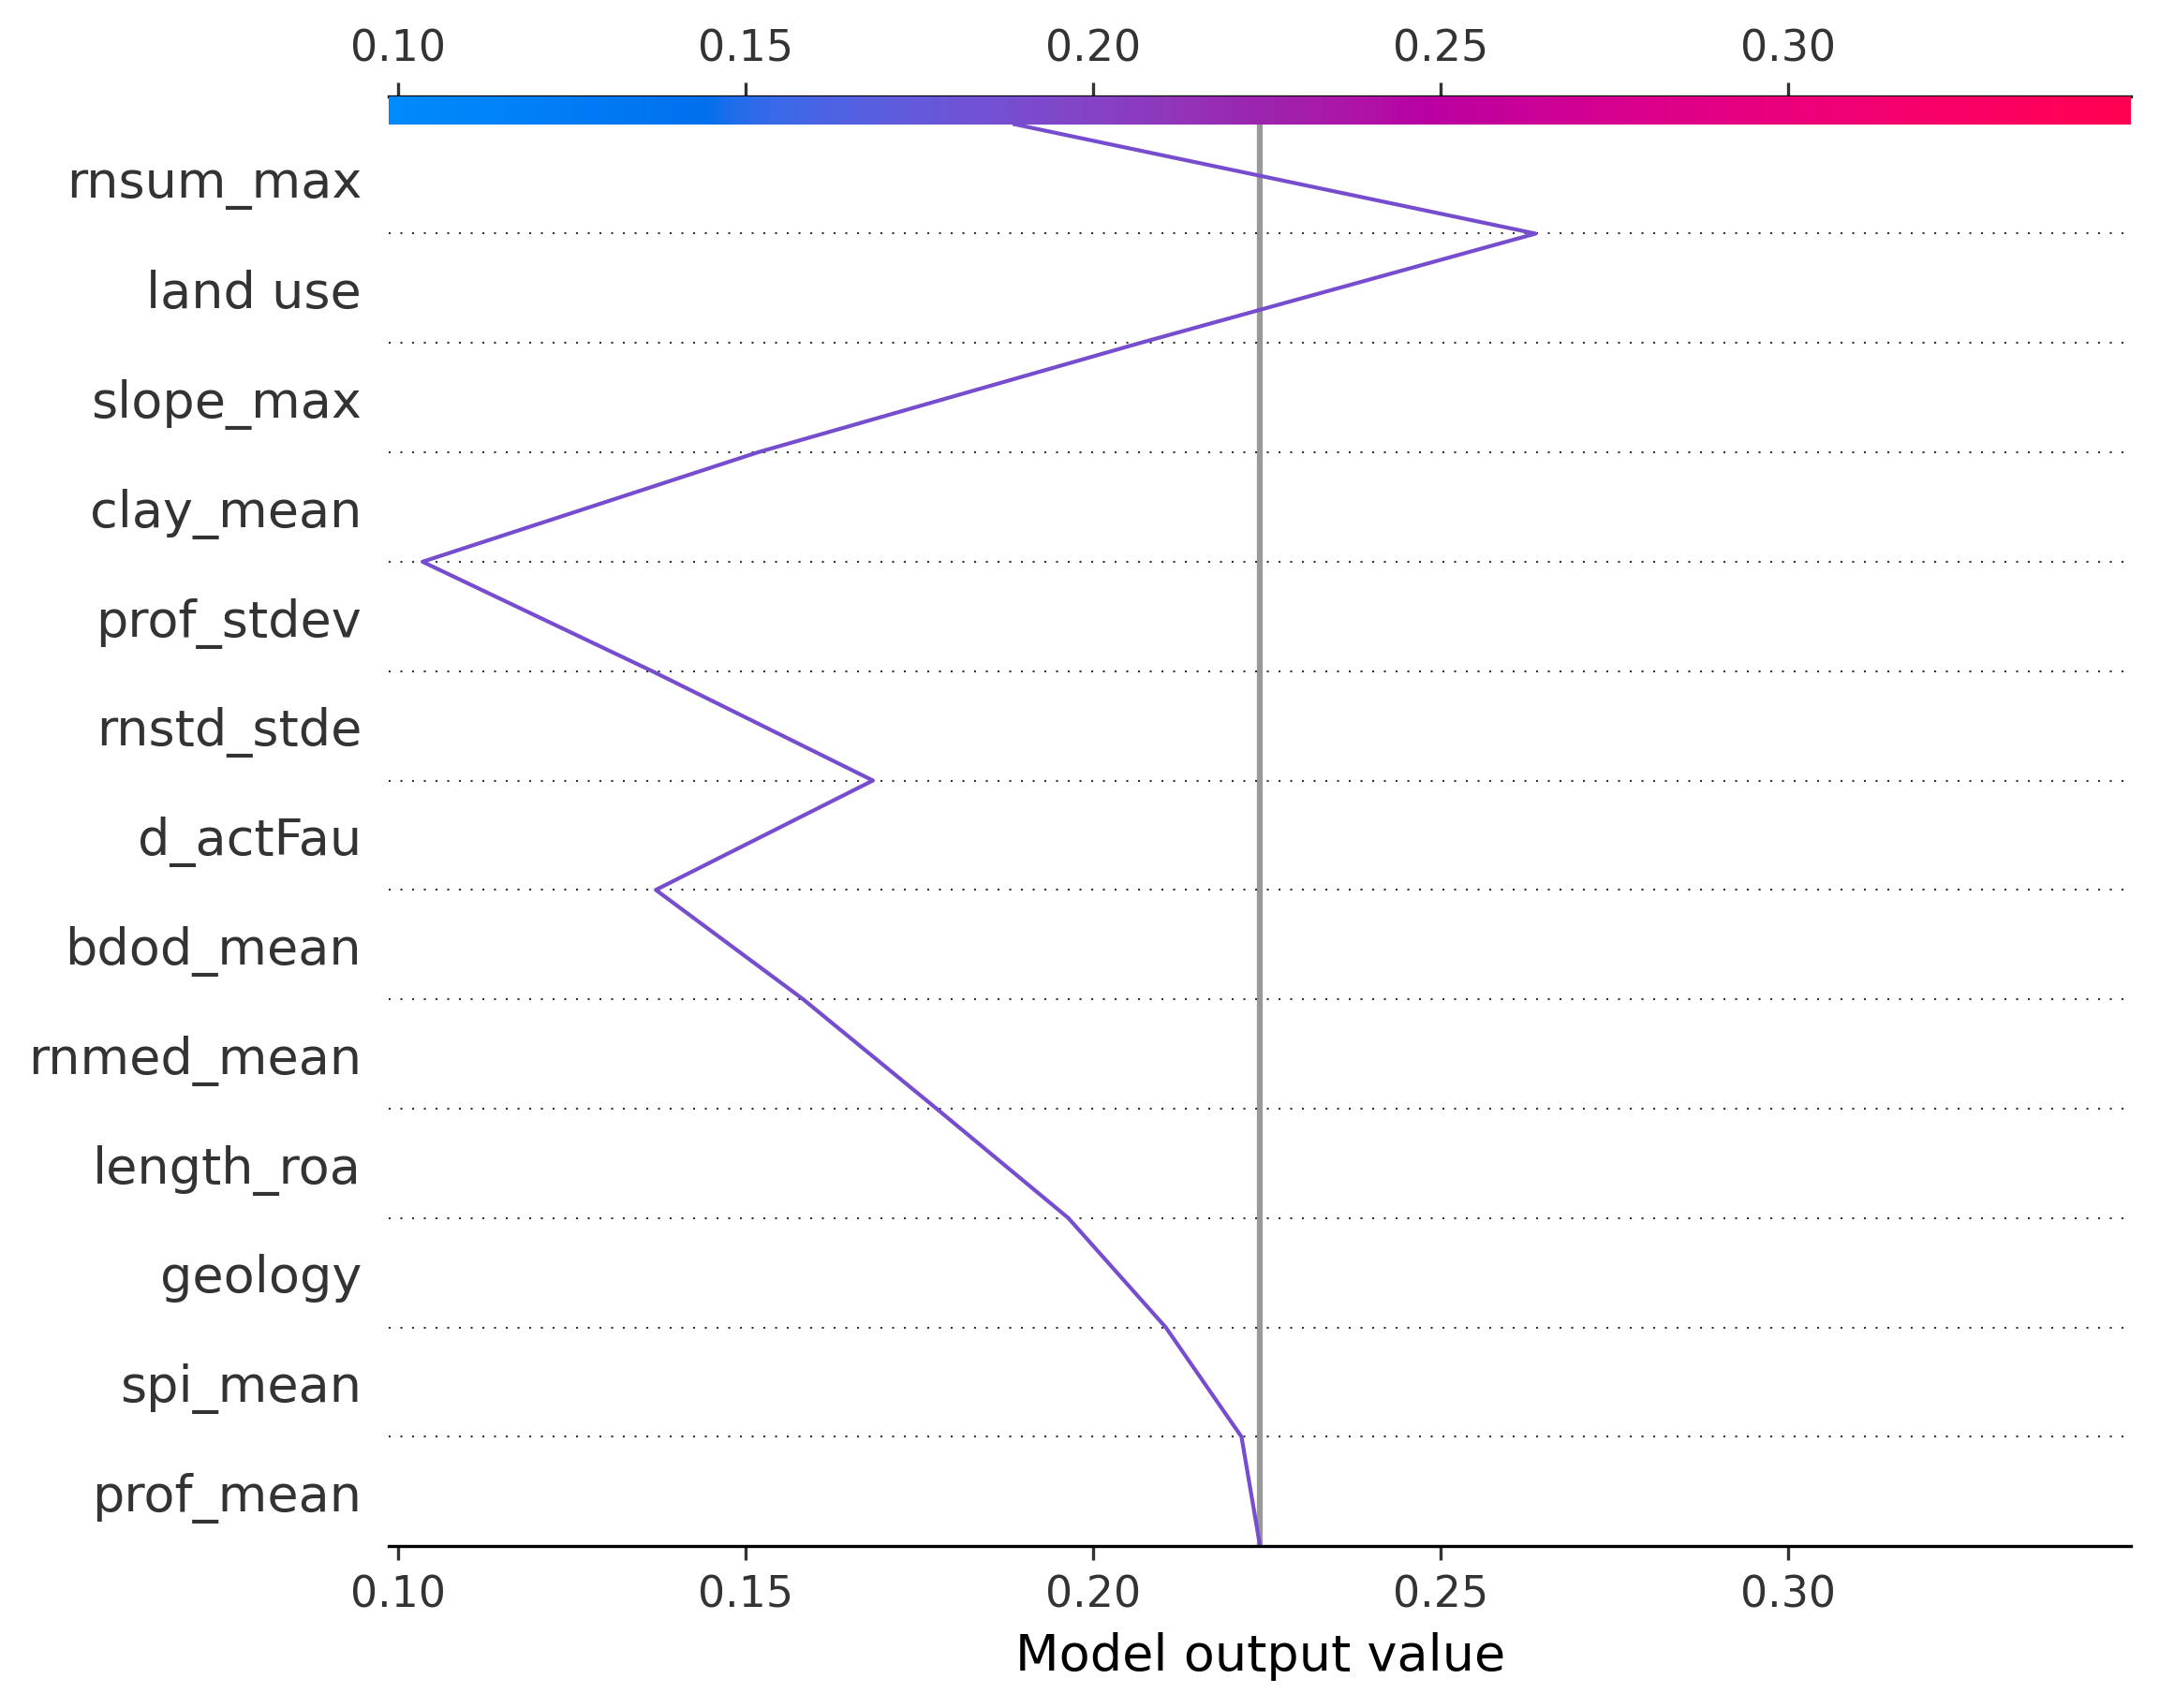 0.10 0.15 0.20 0.25 0.30
rnsum_max
land use
slope_max
clay_mean
prof_stdev
rnstd_stde
d_actFau
bdod_mean
rnmed_mean
length_roa
geology
spi_mean
prof_mean
0.10 0.15 0.20 0.25 0.30
Model output value